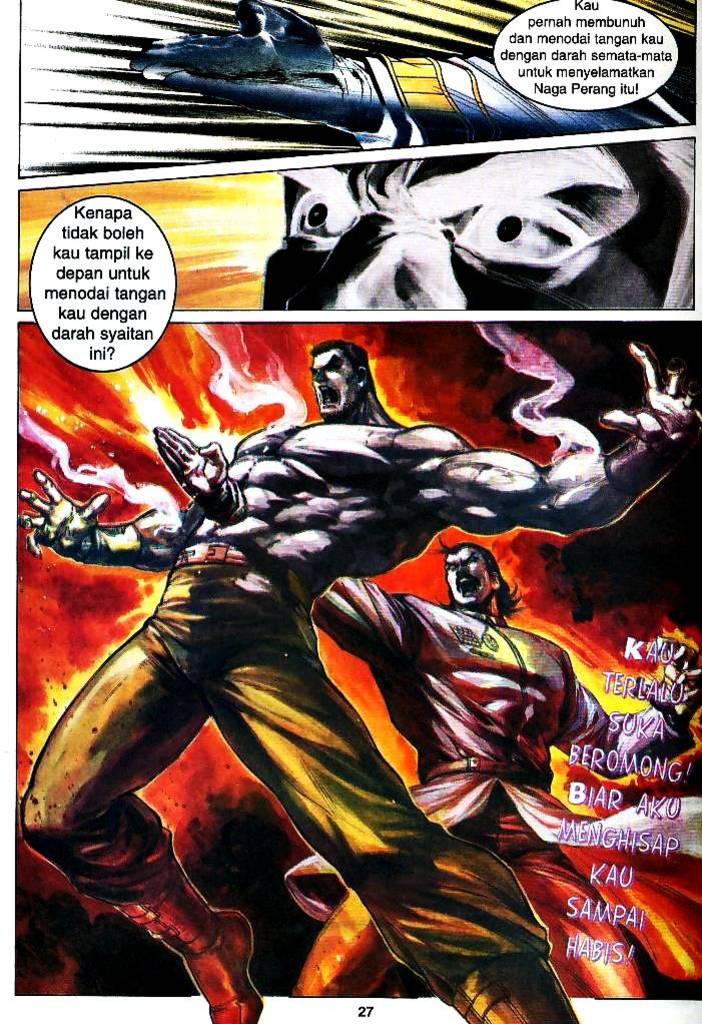 Kau
pernah membunuh
dan menodai tangan kau
dengan darah semata-mata
untuk menyelamatkan
Naga Perang itu!
Kenapa
tidak boleh
kau tampil ke
depan untuk
menodai tangan
kau dengan
darah syaitan
ini?
KAU
TERLALU
SUKA
BEROMONG!
BIAR AKU
MENGHISAP
KAU
SAMPAI
HABIS!
27